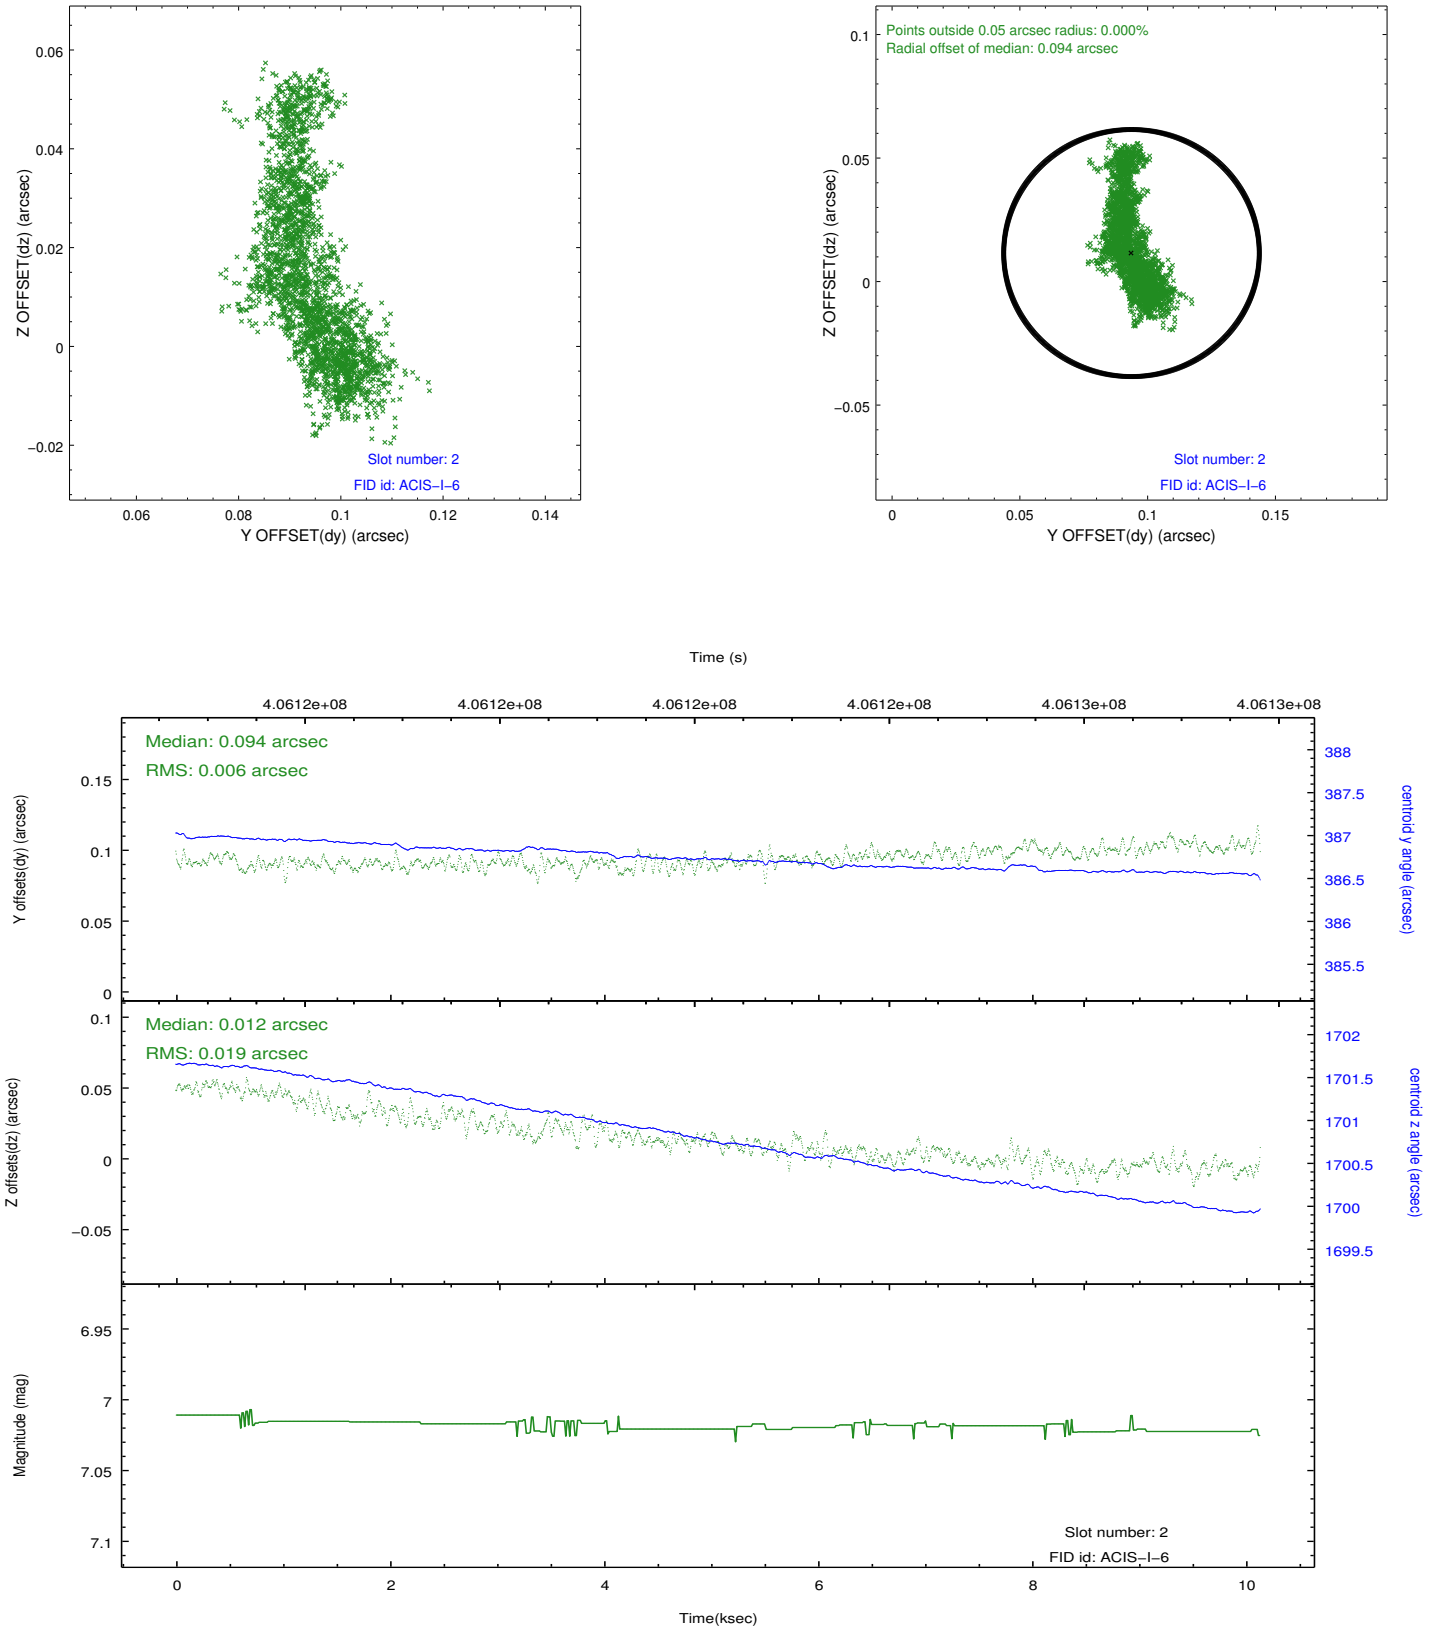 0.06
0.04
0.02
0
−0.02
Z OFFSET(dz) (arcsec)
Slot number: 2
FID id: ACIS−I−6
0.06
0.08
0.1
0.12
0.14
Y OFFSET(dy) (arcsec)
Points outside 0.05 arcsec radius: 0.000%
Radial offset of median: 0.094 arcsec
0.1
0.05
0
−0.05
Z OFFSET(dz) (arcsec)
Slot number: 2
FID id: ACIS−I−6
0
0.05
0.1
0.15
Y OFFSET(dy) (arcsec)
Time (s)
4.0612e+08
4.0612e+08
4.0612e+08
4.0612e+08
4.0613e+08
4.0613e+08
Median: 0.094 arcsec
RMS: 0.006 arcsec
0.15
0.1
0.05
0
Y offsets(dy) (arcsec)
388
387.5
387
386.5
386
385.5
centroid y angle (arcsec)
Median: 0.012 arcsec
RMS: 0.019 arcsec
0.1
0.05
0
−0.05
Z offsets(dz) (arcsec)
1702
1701.5
1701
1700.5
1700
1699.5
centroid z angle (arcsec)
6.95
7
7.05
7.1
Magnitude (mag)
Slot number: 2
FID id: ACIS−I−6
0
2
4
6
8
10
Time(ksec)